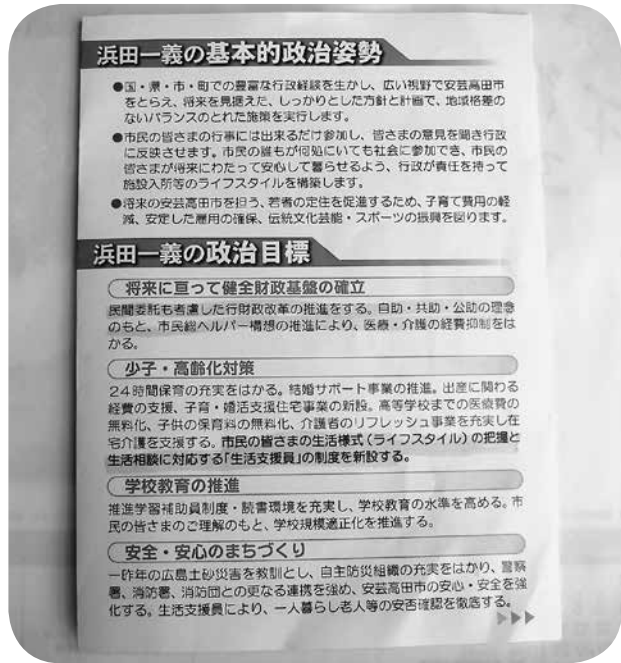 浜田一義の基本的政治姿勢
●国・県・市・町での豊富な行政経験を生かし、広い視野で安芸高田市
をとらえ、将来を見据えた、しっかりとした方針と計画で、地域格差の
ないバランスのとれた施策を実行します。
●市民の皆さまの行事には出来るだけ参加し、皆さまの意見を聞き行政
に反映させます。市民の誰もが何処にいても社会に参加でき、市民の
皆さまが将来にわたって安心して暮らせるよう、行政が責任を持って
施設入所等のライフスタイルを構築します。
●将来の安芸高田市を担う、若者の定住を促進するため、子育て費用の軽
減、安定した雇用の確保、伝統文化芸能・スポーツの振興を図ります。
浜田一義の政治目標
将来に亘って健全財政基盤の確立
民間委託も考慮した行財政改革の推進をする。自助・共助・公助の理念
のもと、市民総ヘルパー構想の推進により、医療・介護の経費抑制をは
かる。
少子・高齢化対策
24時間保育の充実をはかる。結婚サポート事業の推進。出産に関わる
経費の支援、子育・婚活支援住宅事業の新設。高等学校までの医療費の
無料化、子供の保育料の無料化、介護者のリフレッシュ事業を充実し在
宅介護を支援する。市民の皆さまの生活様式(ライフスタイル)の把握と
生活相談に対応する「生活支援員」の制度を新設する。
学校教育の推進
推進学習補助員制度・読書環境を充実し、学校教育の水準を高める。市
民の皆さまのご理解のもと、学校規模適正化を推進する。
安全・安心のまちづくり
一昨年の広島土砂災害を教訓とし、自主防災組織の充実をはかり、警察
署、消防署、消防団との更なる連携を強め、安芸高田市の安心・安全を強
化する。生活支援員により、一人暮らし老人等の安否確認を徹底する。